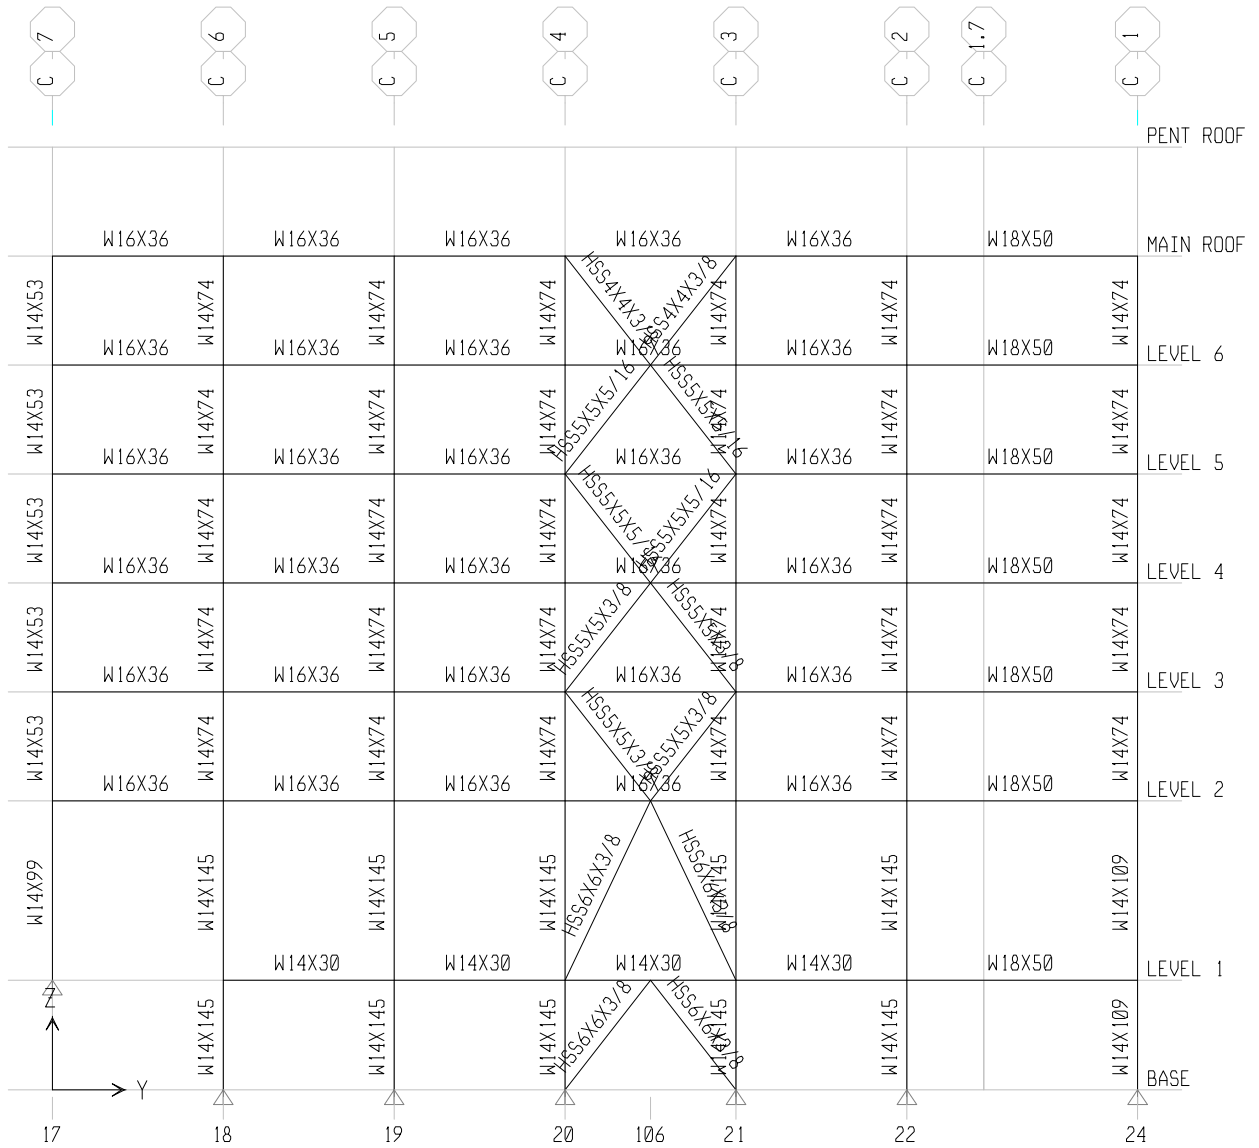 7 6 5 4 3 2 1.7 1
C C C C C C C C
PENT ROOF
W16X36 W16X36 W16X36 W16X36 W16X36 W18X50 MAIN ROOF
W14X53 W14X74 W14X74 W14X74 HSS4X4X3/8 HSS4X4X3/8 W14X74 W14X74 W14X74
W16X36 W16X36 W16X36 W16X36 W16X36 W18X50 LEVEL 6
W14X53 W14X74 W14X74 W14X74 HSS5X5X5/16 HSS5X5X5/16 W14X74 W14X74 W14X74
W16X36 W16X36 W16X36 W16X36 W16X36 W18X50 LEVEL 5
W14X53 W14X74 W14X74 W14X74 HSS5X5X5/16 HSS5X5X5/16 W14X74 W14X74 W14X74
W16X36 W16X36 W16X36 W16X36 W16X36 W18X50 LEVEL 4
W14X53 W14X74 W14X74 W14X74 HSS5X5X3/8 HSS5X5X3/8 W14X74 W14X74 W14X74
W16X36 W16X36 W16X36 W16X36 W16X36 W18X50 LEVEL 3
W14X53 W14X74 W14X74 W14X74 HSS5X5X3/8 HSS5X5X3/8 W14X74 W14X74 W14X74
W16X36 W16X36 W16X36 W16X36 W16X36 W18X50 LEVEL 2
W14X99 W14X145 W14X145 W14X145 HSS6X6X3/8 HSS6X6X3/8 W14X145 W14X145 W14X109
W14X30 W14X30 W14X30 W14X30 W18X50 LEVEL 1
Z
W14X145 W14X145 W14X145 HSS6X6X3/8 HSS6X6X3/8 W14X145 W14X145 W14X109
Y BASE
17 18 19 20 106 21 22 24